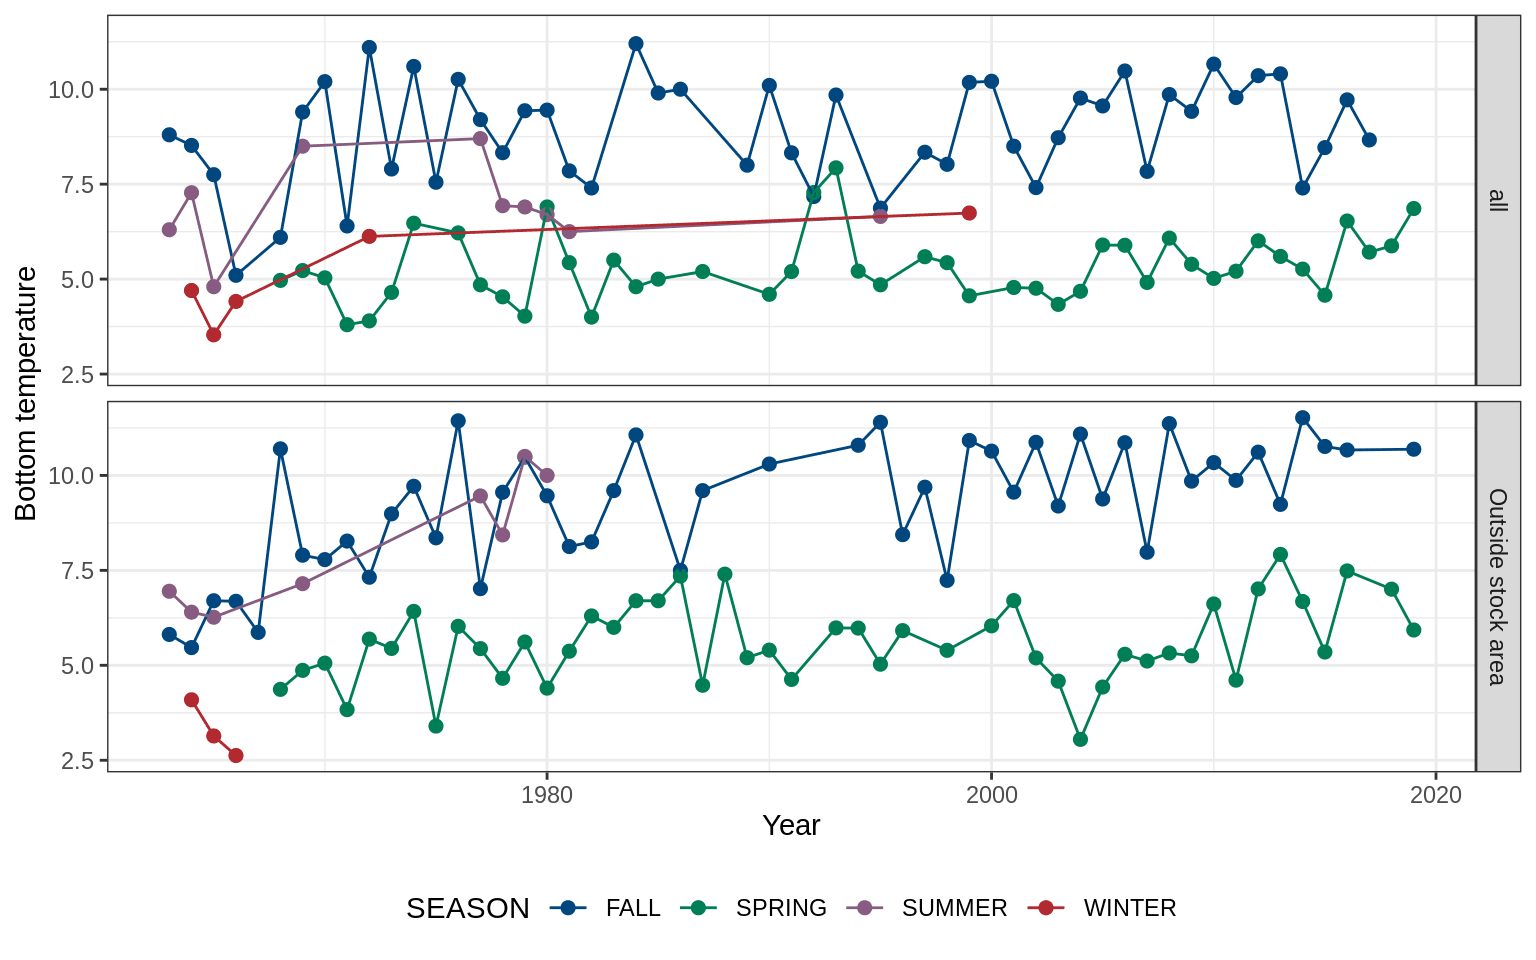 Bottom temperature
10.0
7.5
5.0
2.5
all
10.0
7.5
5.0
2.5
Outside stock area
1980 2000 2020
Year
SEASON FALL SPRING SUMMER WINTER